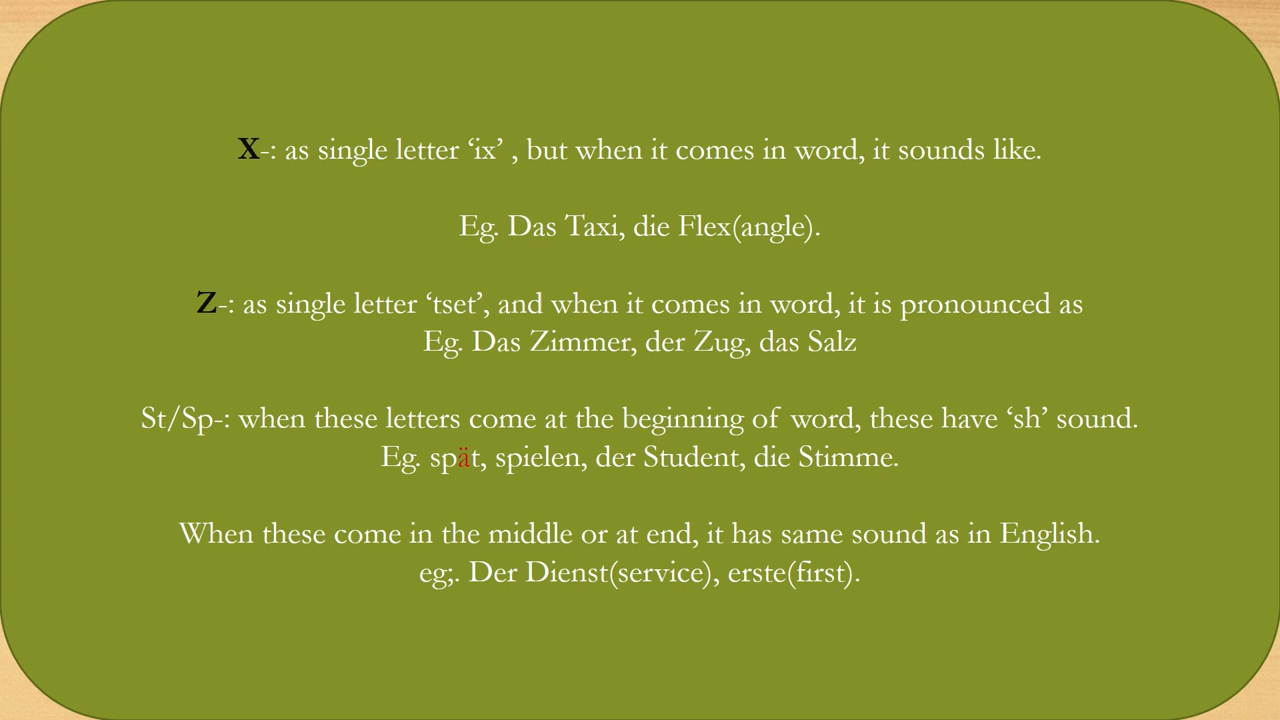 X-: as single letter ‘ix’ , but when it comes in word, it sounds like.
Eg. Das Taxi, die Flex(angle).
Z-: as single letter ‘tset’, and when it comes in word, it is pronounced as
Eg. Das Zimmer, der Zug, das Salz
St/Sp-: when these letters come at the beginning of word, these have ‘sh’ sound.
Eg. spät, spielen, der Student, die Stimme.
When these come in the middle or at end, it has same sound as in English.
eg;. Der Dienst(service), erste(first).